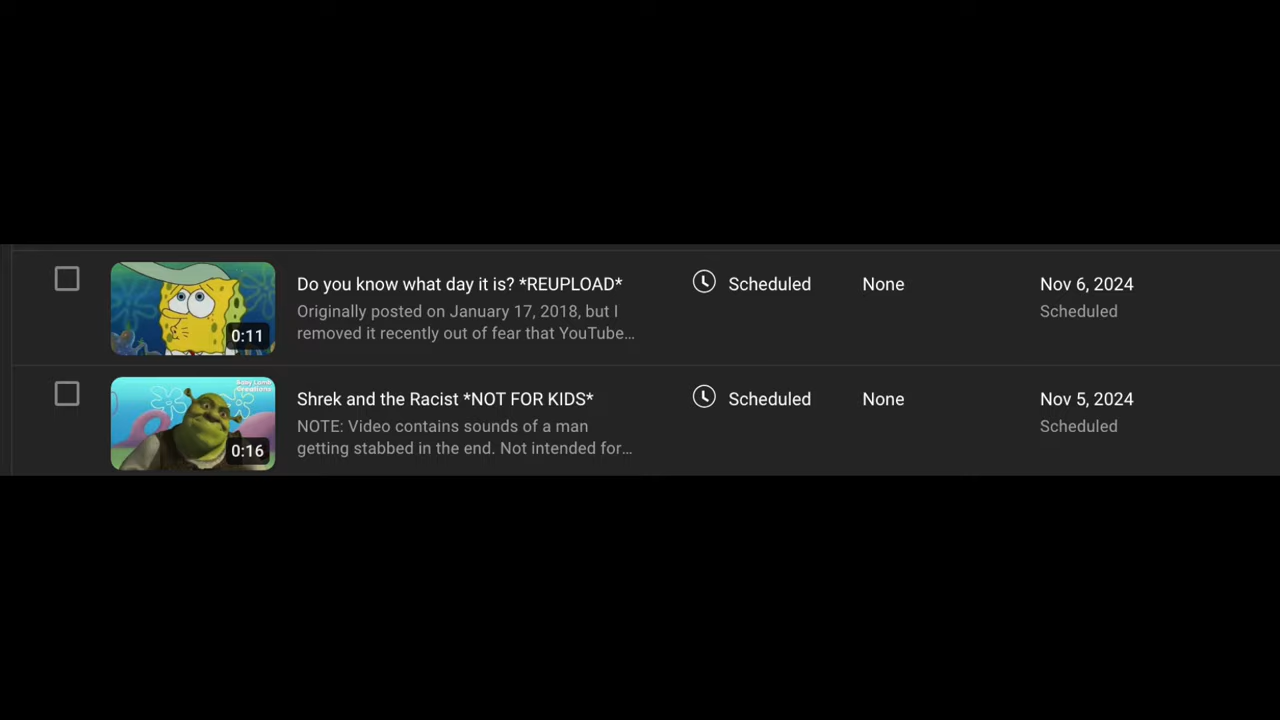 Do you know what day it is? *REUPLOAD*
Originally posted on January 17, 2018, but I
removed it recently out of fear that YouTube…
0:11
Scheduled
None
Nov 6, 2024
Scheduled
Shrek and the Racist *NOT FOR KIDS*
NOTE: Video contains sounds of a man
getting stabbed in the end. Not intended for…
Baby Luno
Creations
0:16
Scheduled
None
Nov 5, 2024
Scheduled